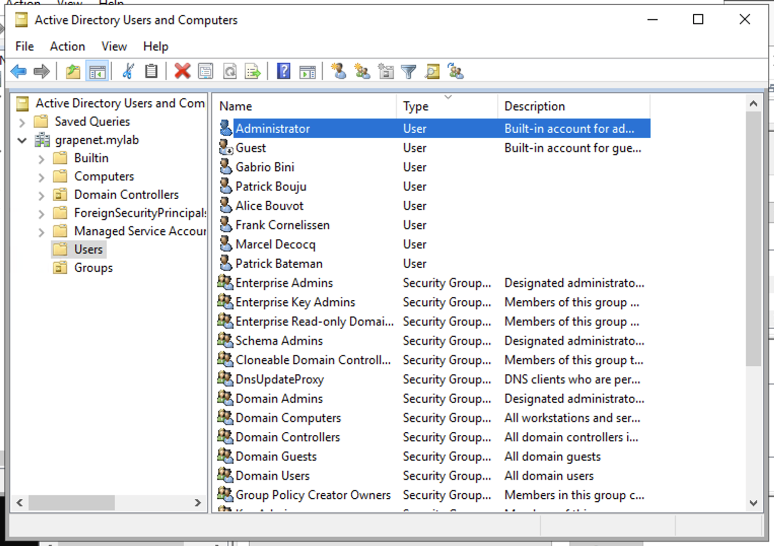 Active Directory Users and Computers
File Action View Help
Active Directory Users and Com
Saved Queries
grapenet.mylab
Builtin
Computers
Domain Controllers
ForeignSecurityPrincipals
Managed Service Accour
Users
Groups
Name Type Description
Administrator User Built-in account for ad...
Guest User Built-in account for gue...
Gabrio Bini User
Patrick Bouju User
Alice Bouvot User
Frank Cornelissen User
Marcel Decocq User
Patrick Bateman User
Enterprise Admins Security Group... Designated administrato...
Enterprise Key Admins Security Group... Members of this group ...
Enterprise Read-only Domai... Security Group... Members of this group ...
Schema Admins Security Group... Designated administrato...
Cloneable Domain Controll... Security Group... Members of this group t...
DnsUpdateProxy Security Group... DNS clients who are per...
Domain Admins Security Group... Designated administrato...
Domain Computers Security Group... All workstations and ser...
Domain Controllers Security Group... All domain controllers i...
Domain Guests Security Group... All domain guests
Domain Users Security Group... All domain users
Group Policy Creator Owners Security Group... Members in this group c...